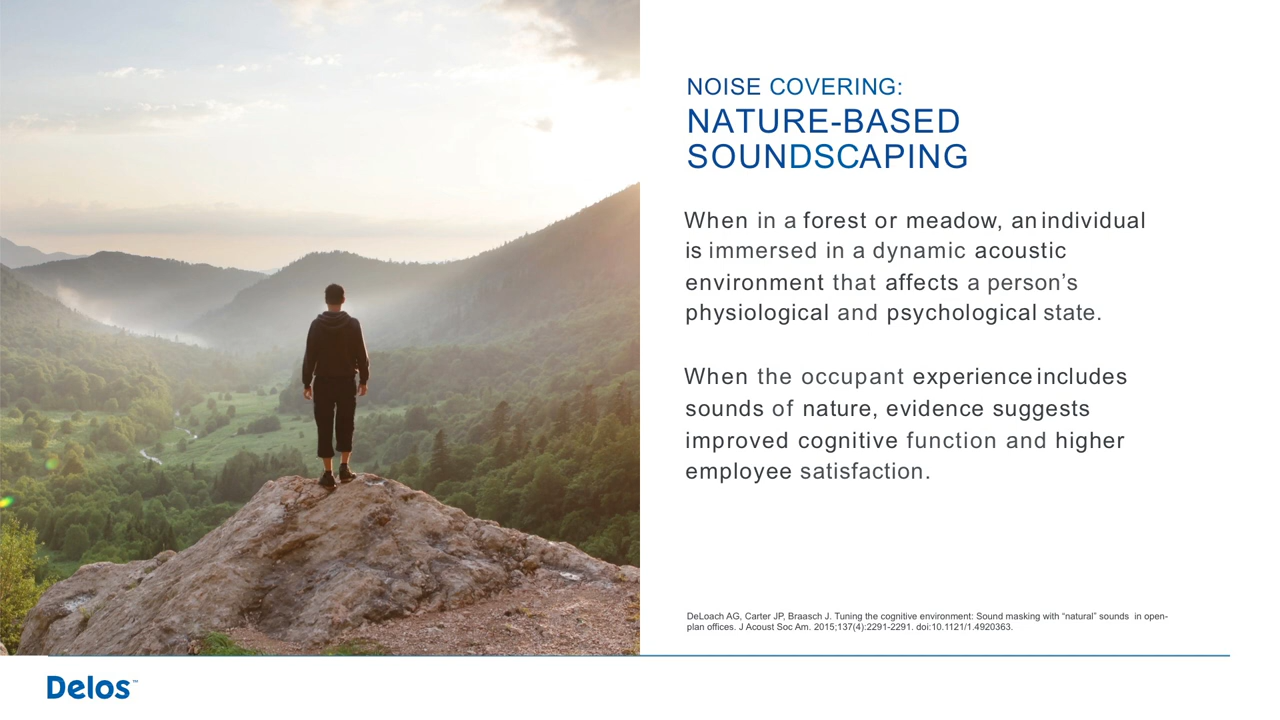 NOISE COVERING:
NATURE-BASED
SOUNDSCAPING
When in a forest or meadow, an individual
is immersed in a dynamic acoustic
environment that affects a person’s
physiological and psychological state.
When the occupant experience includes
sounds of nature, evidence suggests
improved cognitive function and higher
employee satisfaction.
DeLoach AG, Carter JP, Braasch J. Tuning the cognitive environment: Sound masking with “natural” sounds in open-
plan offices. J Acoust Soc Am. 2015;137(4):2291-2291. doi:10.1121/1.4920363.
Delos™